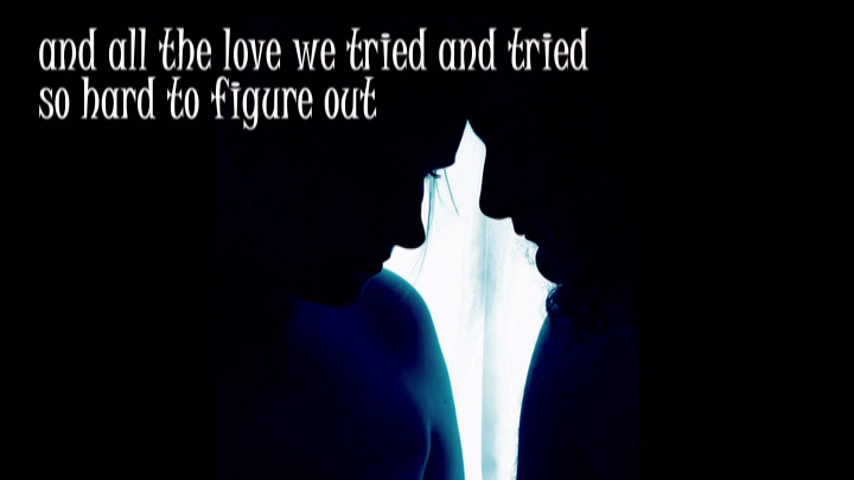 and all the love we tried and tried
so hard to figure out